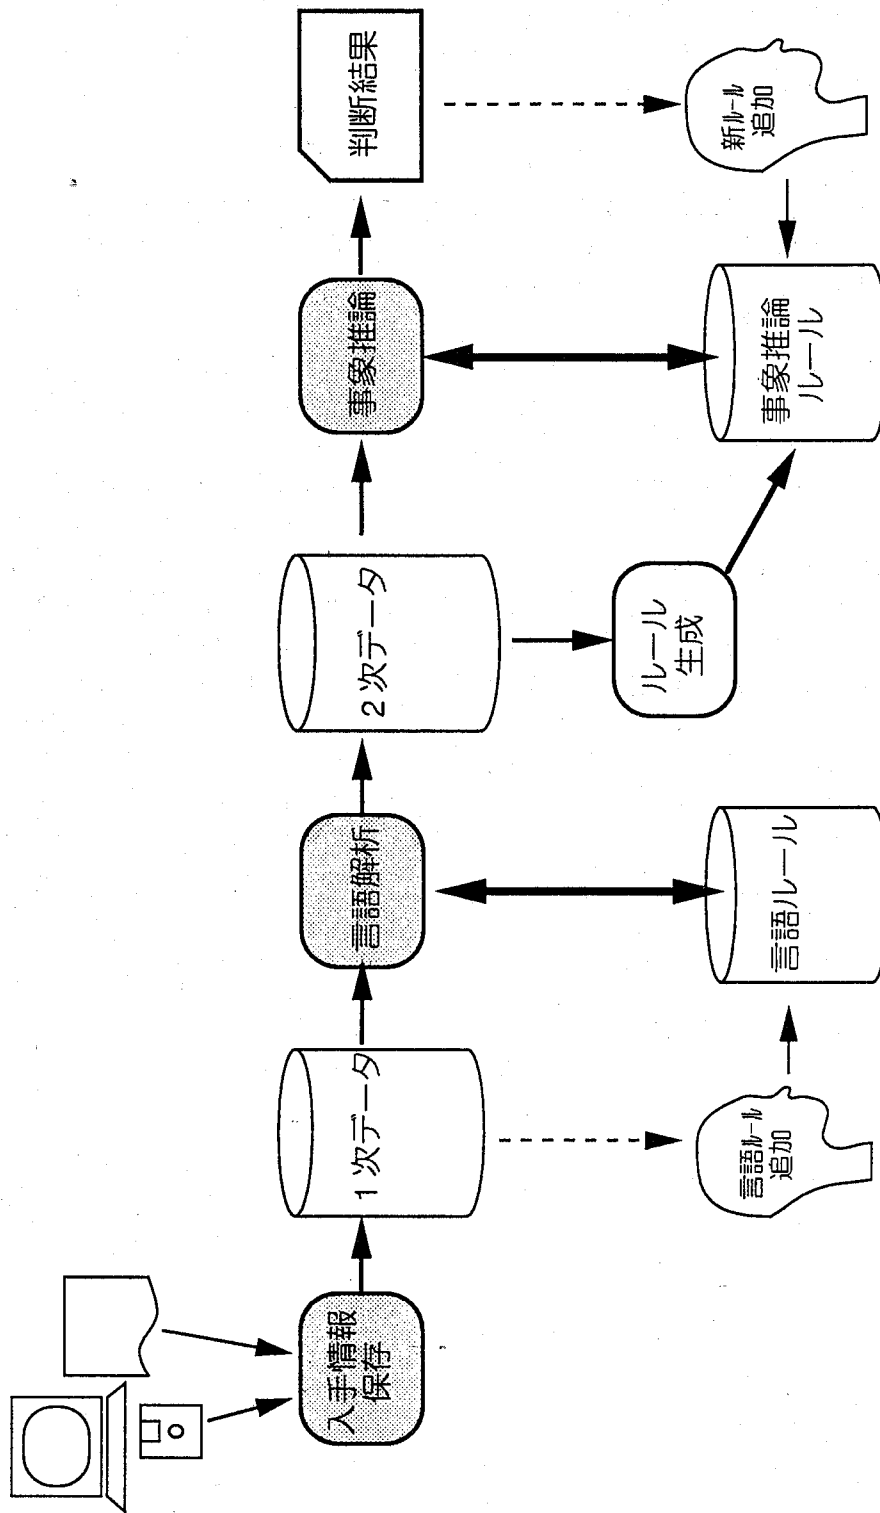 入手情報
保存
1次データ
言語解析
2次データ
事象推論
判断結果
言語ルール
追加
言語ルール
ルール
生成
事象推論
ルール
新ルール
追加